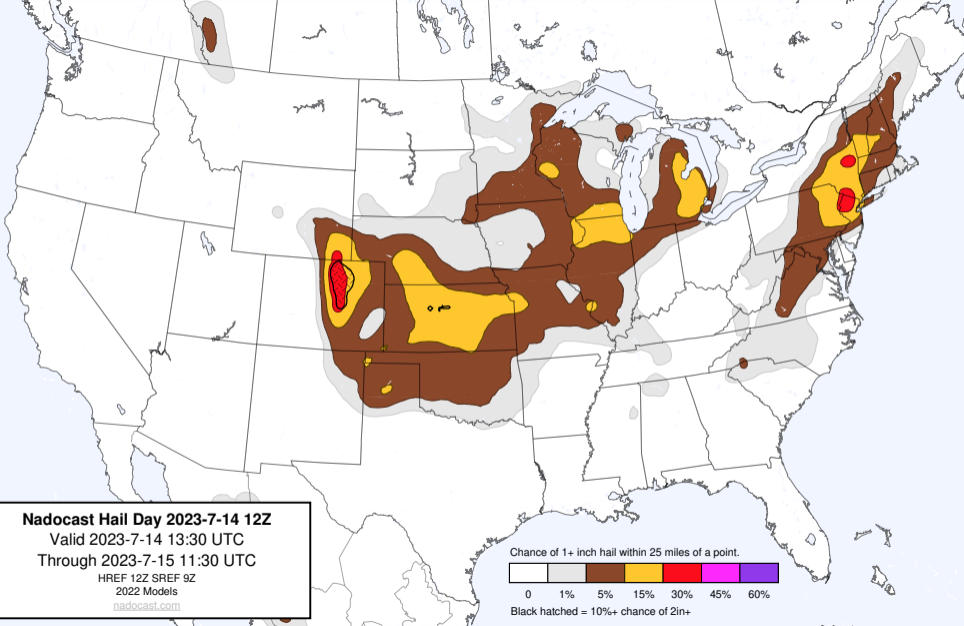 Nadocast Hail Day 2023-7-14 12Z
Valid 2023-7-14 13:30 UTC
Through 2023-7-15 11:30 UTC
HREF 12Z SREF 9Z
2022 Models
nadocast.com
Chance of 1+ inch hail within 25 miles of a point.
0 1% 5% 15% 30% 45% 60%
Black hatched = 10%+ chance of 2in+